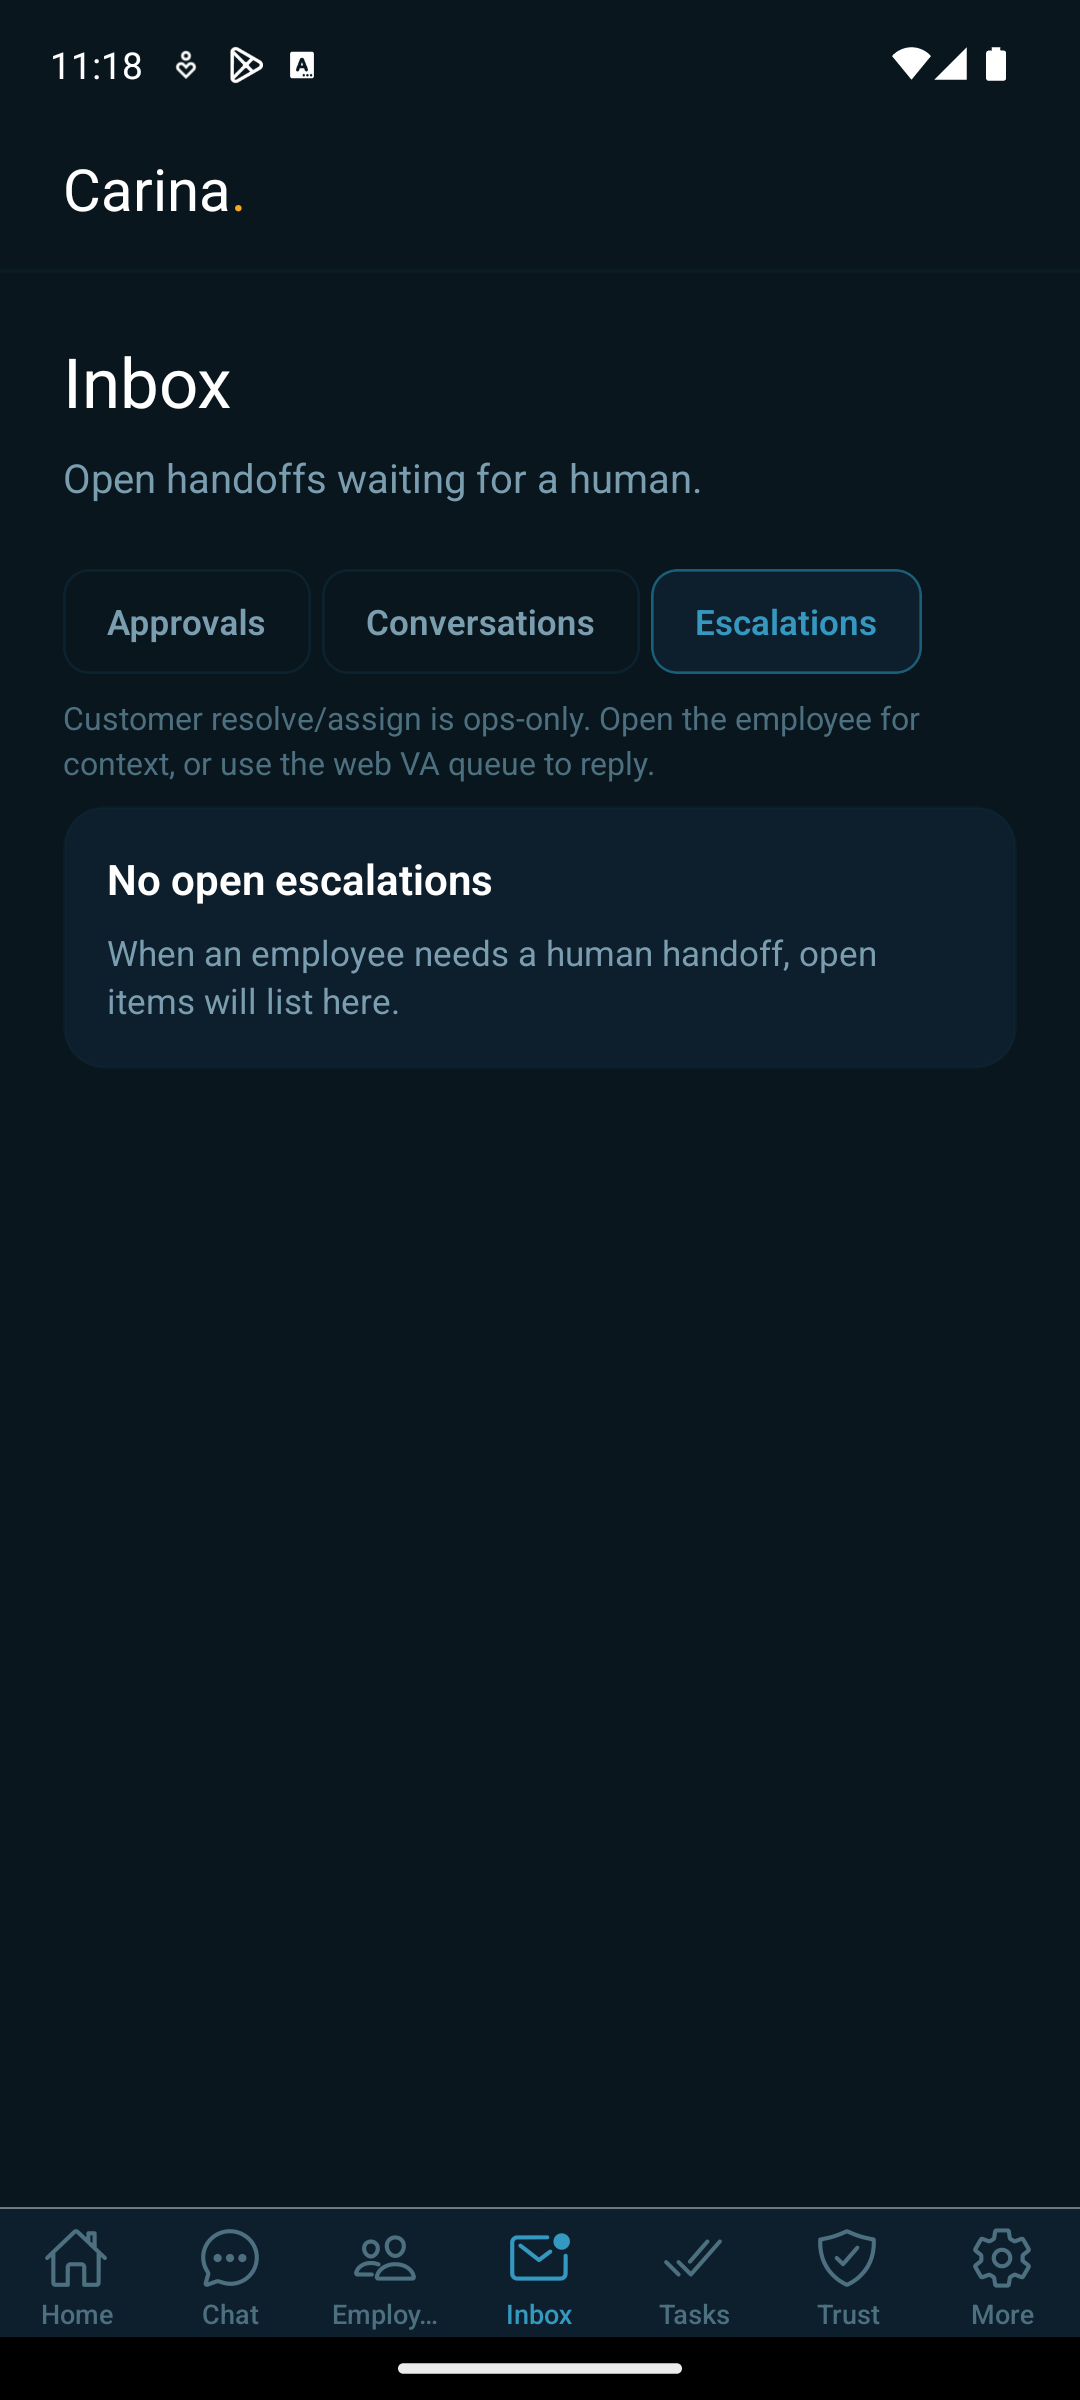 11:18
Carina.
Inbox
Open handoffs waiting for a human.
Approvals
Conversations
Escalations
Customer resolve/assign is ops-only. Open the employee for
context, or use the web VA queue to reply.
No open escalations
When an employee needs a human handoff, open
items will list here.
Home
Chat
Employ...
Inbox
Tasks
Trust
More